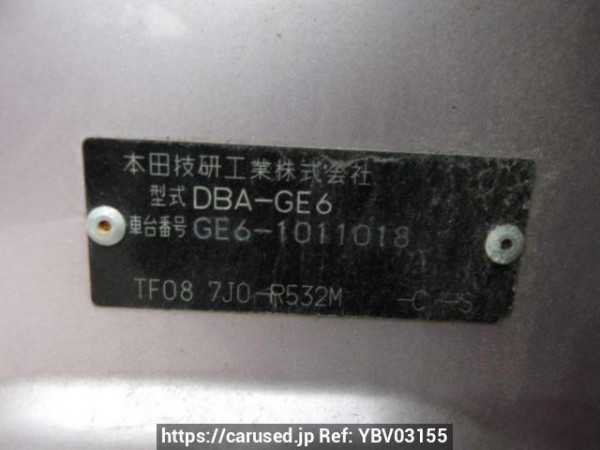 本田技研工業株式会社
型式 DBA-GE6
車台番号 GE6-1011018
TF08 7J0-R532M -C -S
https://carused.jp Ref: YBV03155